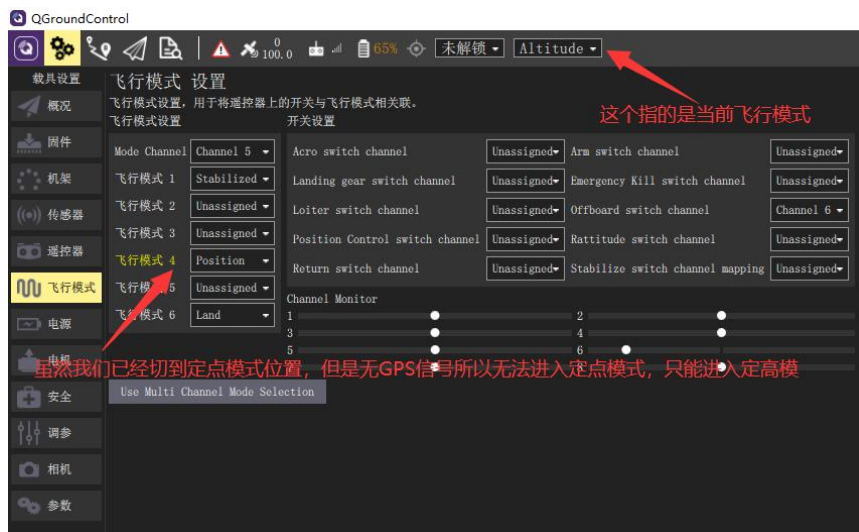 QGroundControl
0
100.0
65%
未解锁
Altitude
载具设置
飞行模式 设置
飞行模式设置,用于将遥控器上的开关与飞行模式相关联。
飞行模式设置
开关设置
这个指的是当前飞行模式
概况
固件
机架
传感器
遥控器
飞行模式
电源
电机
安全
调参
相机
参数
Mode Channel Channel 5
飞行模式 1 Stabilized
飞行模式 2 Unassigned
飞行模式 3 Unassigned
飞行模式 4 Position
飞行模式 5 Unassigned
飞行模式 6 Land
Acro switch channel Unassigned Arm switch channel Unassigned
Landing gear switch channel Unassigned Emergency Kill switch channel Unassigned
Loiter switch channel Unassigned Offboard switch channel Channel 6
Position Control switch channel Unassigned Rattitude switch channel Unassigned
Return switch channel Unassigned Stabilize switch channel mapping Unassigned
Channel Monitor
1 2
3 4
5 6
虽然我们已经切到定点模式位置,但是无GPS信号所以无法进入定点模式,只能进入定高模
Use Multi Channel Mode Selection